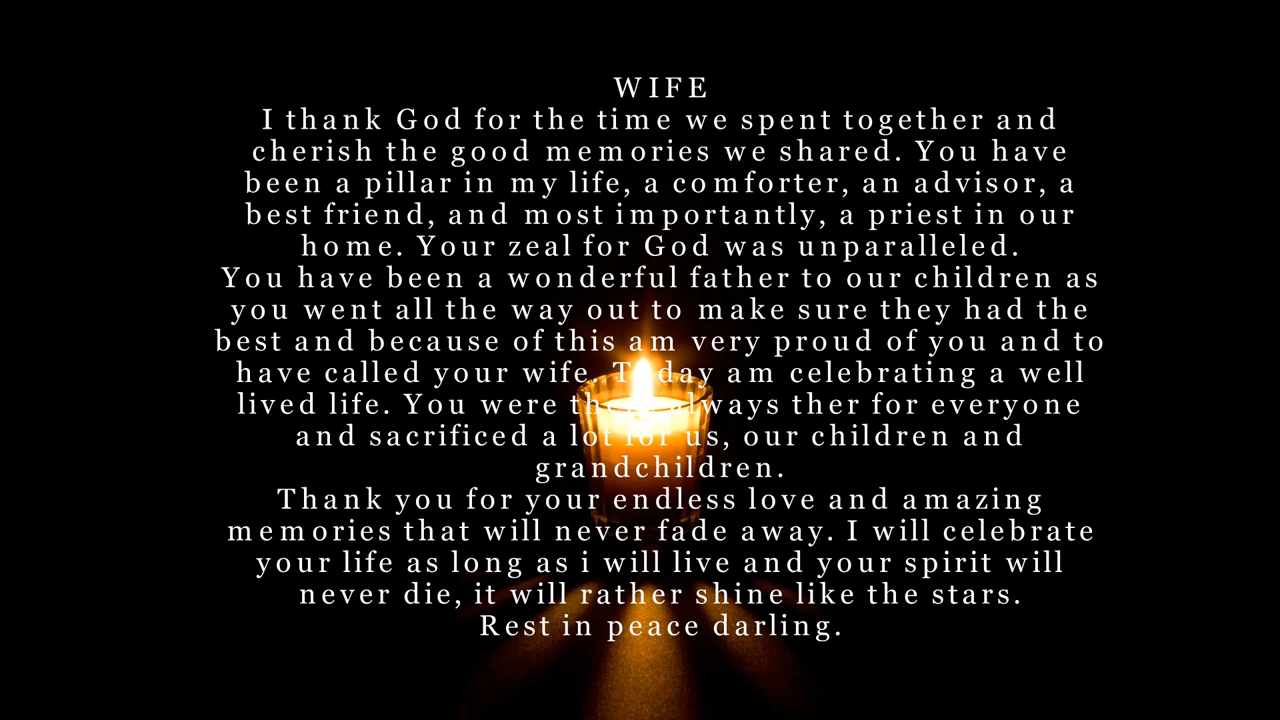 WIFE
I thank God for the time we spent together and
cherish the good memories we shared. You have
been a pillar in my life, a comforter, an advisor, a
best friend, and most importantly, a priest in our
home. Your zeal for God was unparalleled.
You have been a wonderful father to our children as
you went all the way out to make sure they had the
best and because of this am very proud of you and to
have called your wife. Today am celebrating a well
lived life. You were there always ther for everyone
and sacrificed a lot for us, our children and
grandchildren.
Thank you for your endless love and amazing
memories that will never fade away. I will celebrate
your life as long as i will live and your spirit will
never die, it will rather shine like the stars.
Rest in peace darling.